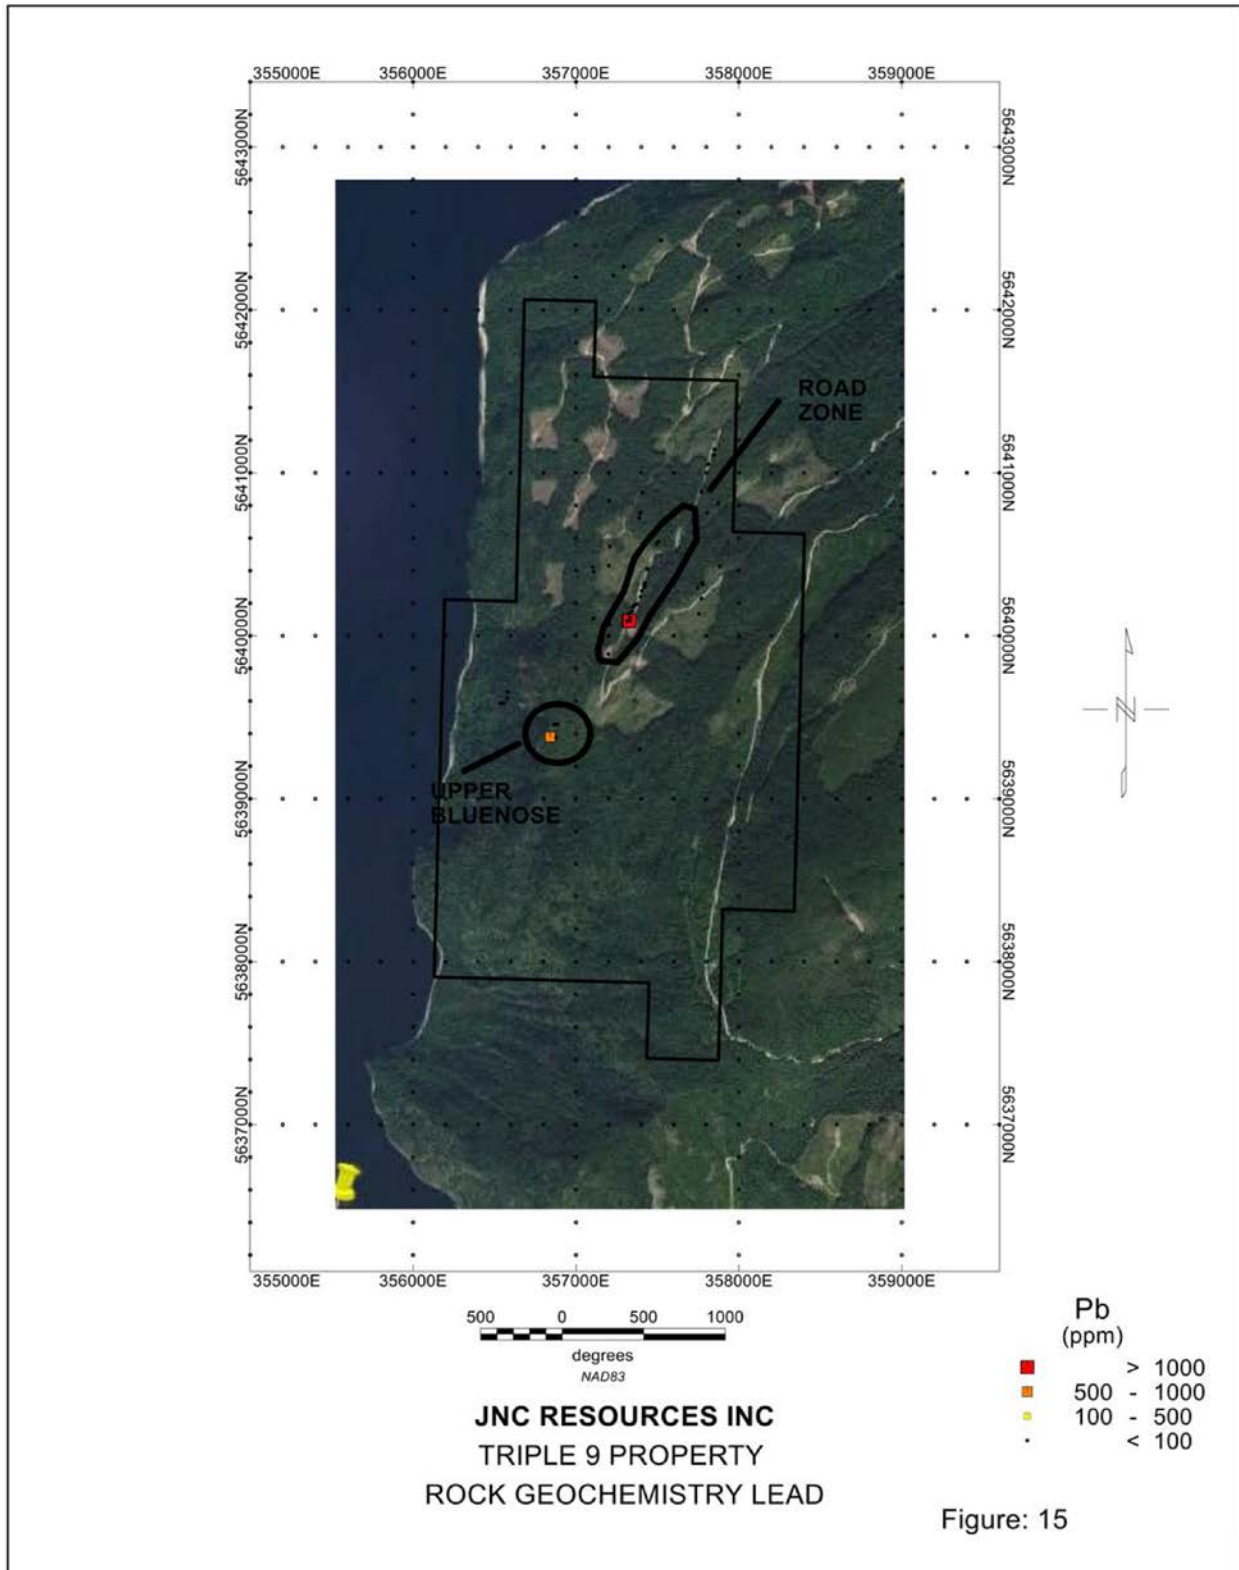 355000E 356000E 357000E 358000E 359000E
5643000N 5643000N
5642000N 5642000N
ROAD
ZONE
5641000N 5641000N
5640000N 5640000N
N
UPPER
BLUENOSE
5639000N 5639000N
5638000N 5638000N
5637000N 5637000N
355000E 356000E 357000E 358000E 359000E
500 0 500 1000
degrees
NAD83
Pb
(ppm)
> 1000
500 - 1000
100 - 500
< 100
JNC RESOURCES INC
TRIPLE 9 PROPERTY
ROCK GEOCHEMISTRY LEAD
Figure: 15